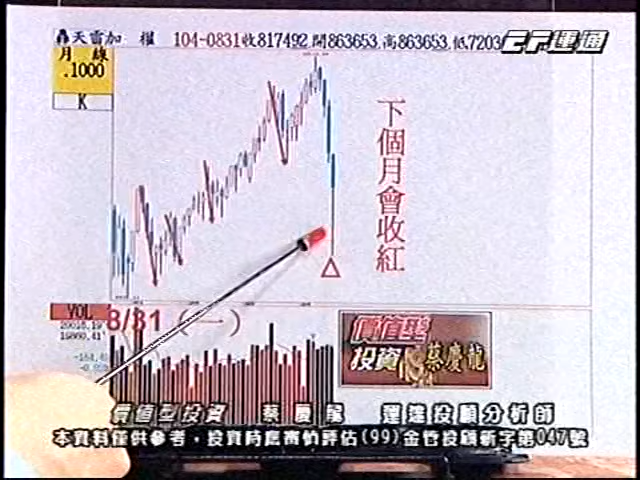 天雷加 權 104-0831收817492.開863653.高863653.低7203
運通
月 線
.1000
K
下個月會收紅
VOL
8/31 (一)
價值型
投資
蔡慶龍
價值型投資 蔡慶龍 運達投顧分析師
本資料僅供參考，投資時應審慎評估(99)金管投顧新字第047號